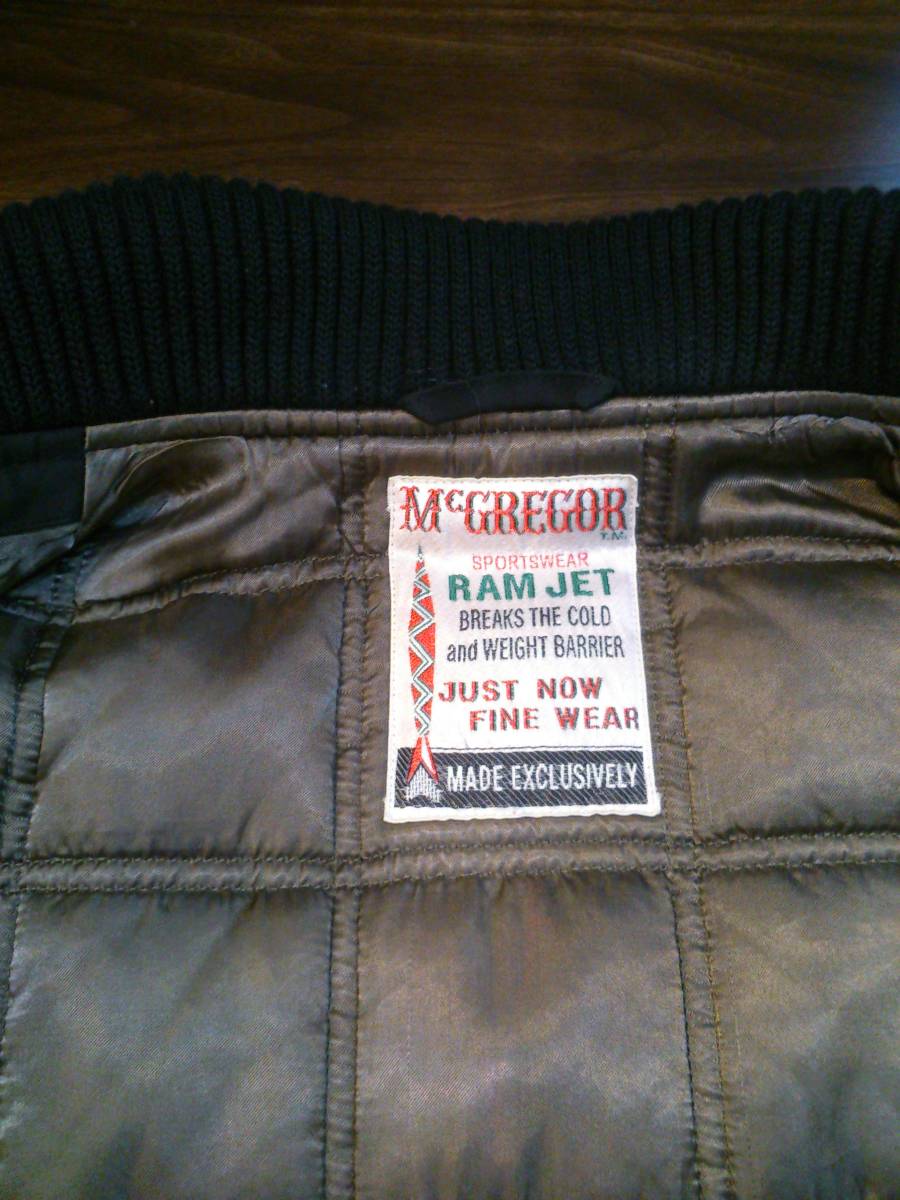 McGREGOR
T.M.
SPORTSWEAR
RAM JET
BREAKS THE COLD
and WEIGHT BARRIER
JUST NOW
FINE WEAR
MADE EXCLUSIVELY